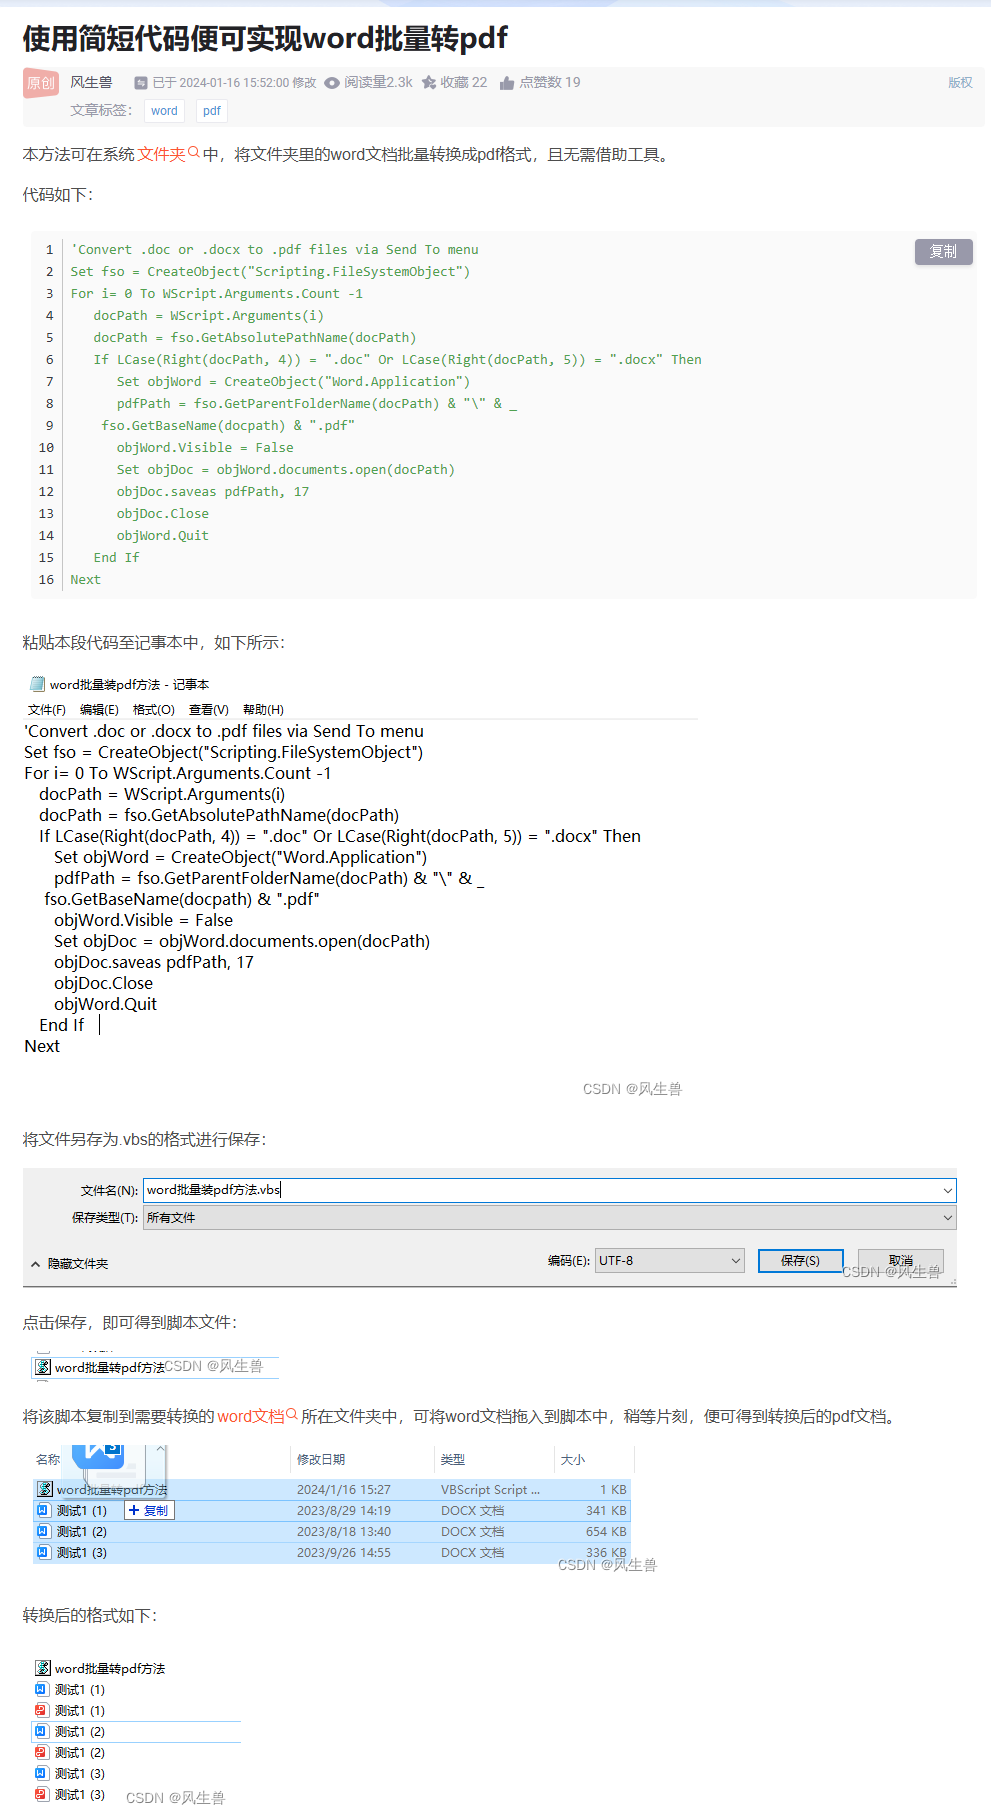 使用简短代码便可实现word批量转pdf
原创 风生兽 已于 2024-01-16 15:52:00 修改 阅读量2.3k 收藏 22 点赞数 19 版权
文章标签： word pdf
本方法可在系统 文件夹 中，将文件夹里的word文档批量转换成pdf格式，且无需借助工具。
代码如下：
复制
1 'Convert .doc or .docx to .pdf files via Send To menu
2 Set fso = CreateObject("Scripting.FileSystemObject")
3 For i= 0 To WScript.Arguments.Count -1
4    docPath = WScript.Arguments(i)
5    docPath = fso.GetAbsolutePathName(docPath)
6    If LCase(Right(docPath, 4)) = ".doc" Or LCase(Right(docPath, 5)) = ".docx" Then
7       Set objWord = CreateObject("Word.Application")
8       pdfPath = fso.GetParentFolderName(docPath) & "\" & _
9     fso.GetBaseName(docpath) & ".pdf"
10       objWord.Visible = False
11       Set objDoc = objWord.documents.open(docPath)
12       objDoc.saveas pdfPath, 17
13       objDoc.Close
14       objWord.Quit
15    End If
16 Next
粘贴本段代码至记事本中，如下所示：
word批量装pdf方法 - 记事本
文件(F) 编辑(E) 格式(O) 查看(V) 帮助(H)
'Convert .doc or .docx to .pdf files via Send To menu
Set fso = CreateObject("Scripting.FileSystemObject")
For i= 0 To WScript.Arguments.Count -1
   docPath = WScript.Arguments(i)
   docPath = fso.GetAbsolutePathName(docPath)
   If LCase(Right(docPath, 4)) = ".doc" Or LCase(Right(docPath, 5)) = ".docx" Then
      Set objWord = CreateObject("Word.Application")
      pdfPath = fso.GetParentFolderName(docPath) & "\" & _
    fso.GetBaseName(docpath) & ".pdf"
      objWord.Visible = False
      Set objDoc = objWord.documents.open(docPath)
      objDoc.saveas pdfPath, 17
      objDoc.Close
      objWord.Quit
   End If
Next
CSDN @风生兽
将文件另存为.vbs的格式进行保存：
文件名(N): word批量装pdf方法.vbs
保存类型(T): 所有文件
隐藏文件夹 编码(E): UTF-8 保存(S) 取消
CSDN @风生兽
点击保存，即可得到脚本文件：
word批量转pdf方法 CSDN @风生兽
将该脚本复制到需要转换的 word文档 所在文件夹中，可将word文档拖入到脚本中，稍等片刻，便可得到转换后的pdf文档。
名称 修改日期 类型 大小
word批量转pdf方法 2024/1/16 15:27 VBScript Script ... 1 KB
测试1 (1) + 复制 2023/8/29 14:19 DOCX 文档 341 KB
测试1 (2) 2023/8/18 13:40 DOCX 文档 654 KB
测试1 (3) 2023/9/26 14:55 DOCX 文档 336 KB
CSDN @风生兽
转换后的格式如下：
word批量转pdf方法
测试1 (1)
测试1 (1)
测试1 (2)
测试1 (2)
测试1 (3)
测试1 (3)
CSDN @风生兽